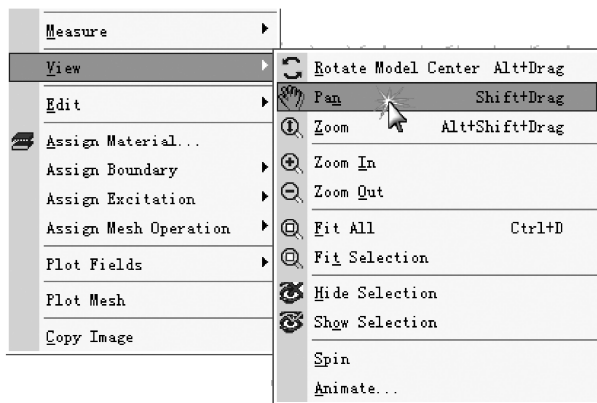 Measure
View
Edit
Assign Material...
Assign Boundary
Assign Excitation
Assign Mesh Operation
Plot Fields
Plot Mesh
Copy Image
Rotate Model Center Alt+Drag
Pan Shift+Drag
Zoom Alt+Shift+Drag
Zoom In
Zoom Out
Fit All Ctrl+D
Fit Selection
Hide Selection
Show Selection
Spin
Animate...